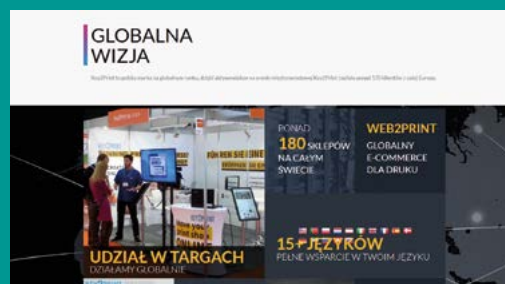 GLOBALNA
WIZJA
PONAD
180 SKLEPÓW
NA CAŁYM
ŚWIECIE
WEB2PRINT
GLOBALNY
E-COMMERCE
DLA DRUKU
UDZIAŁ W TARGACH
DZIAŁAMY GLOBALNIE
15+ JĘZYKÓW
PEŁNE WSPARCIE W TWOIM JĘZYKU